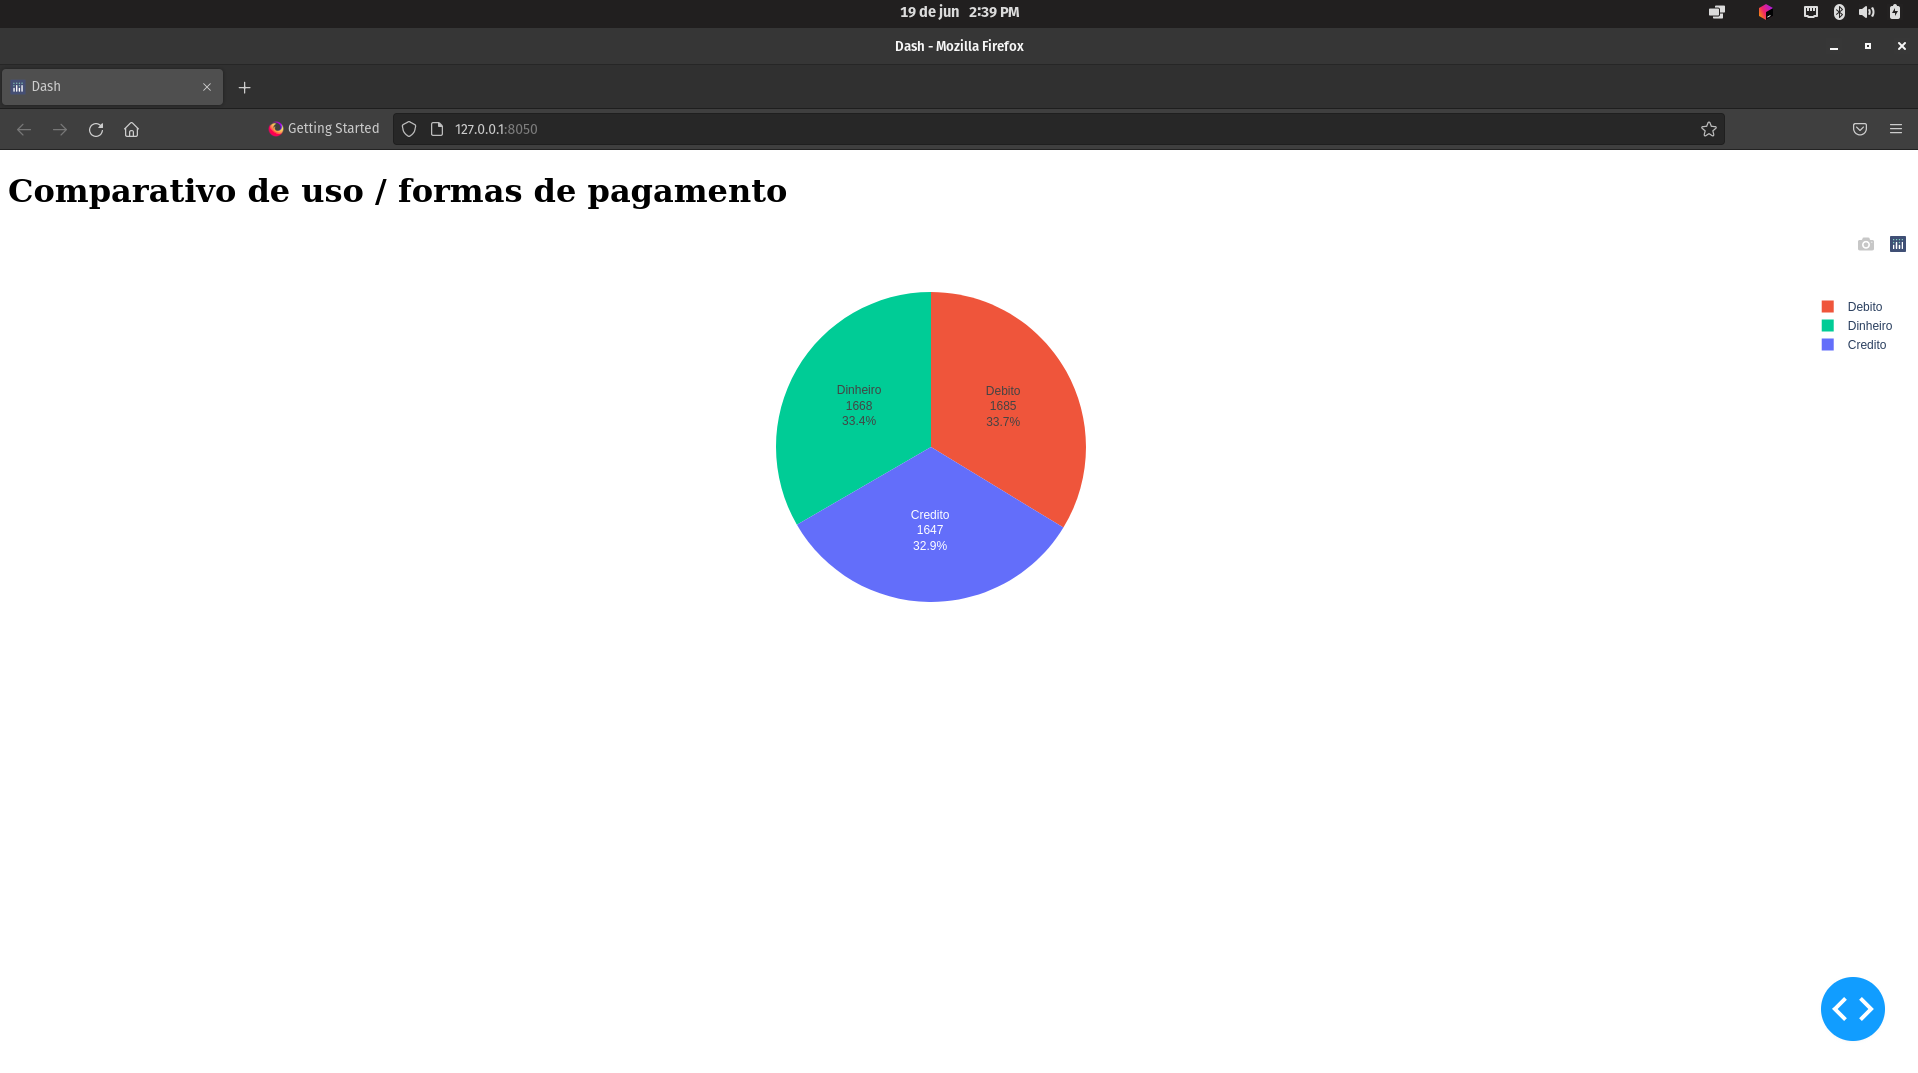 19 de jun 2:39 PM
Dash - Mozilla Firefox
Dash
Getting Started
127.0.0.1:8050
Comparativo de uso / formas de pagamento
Debito
Dinheiro
Credito
Dinheiro
1668
33.4%
Debito
1685
33.7%
Credito
1647
32.9%